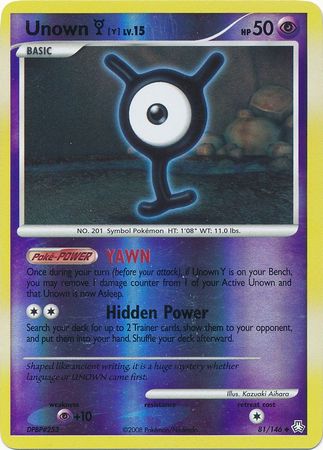 Unown Y [Y] LV.15 HP 50
BASIC
NO. 201 Symbol Pokémon HT: 1'08" WT: 11.0 lbs.
Poké-POWER YAWN
Once during your turn (before your attack), if Unown Y is on your Bench,
you may remove 1 damage counter from 1 of your Active Unown and
that Unown is now Asleep.
Hidden Power
Search your deck for up to 2 Trainer cards, show them to your opponent,
and put them into your hand. Shuffle your deck afterward.
Shaped like ancient writing, it is a huge mystery whether
language or UNOWN came first.
Illus. Kazuaki Aihara
weakness resistance retreat cost
+10
DPBP#253 ©2008 Pokémon/Nintendo 81/146